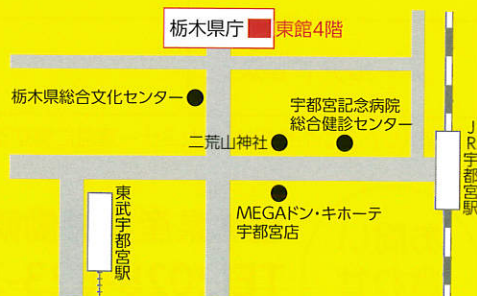 栃木県庁 東館4階
栃木県総合文化センター
宇都宮記念病院
総合健診センター
二荒山神社
JR宇都宮駅
東武宇都宮駅
MEGAドン・キホーテ
宇都宮店